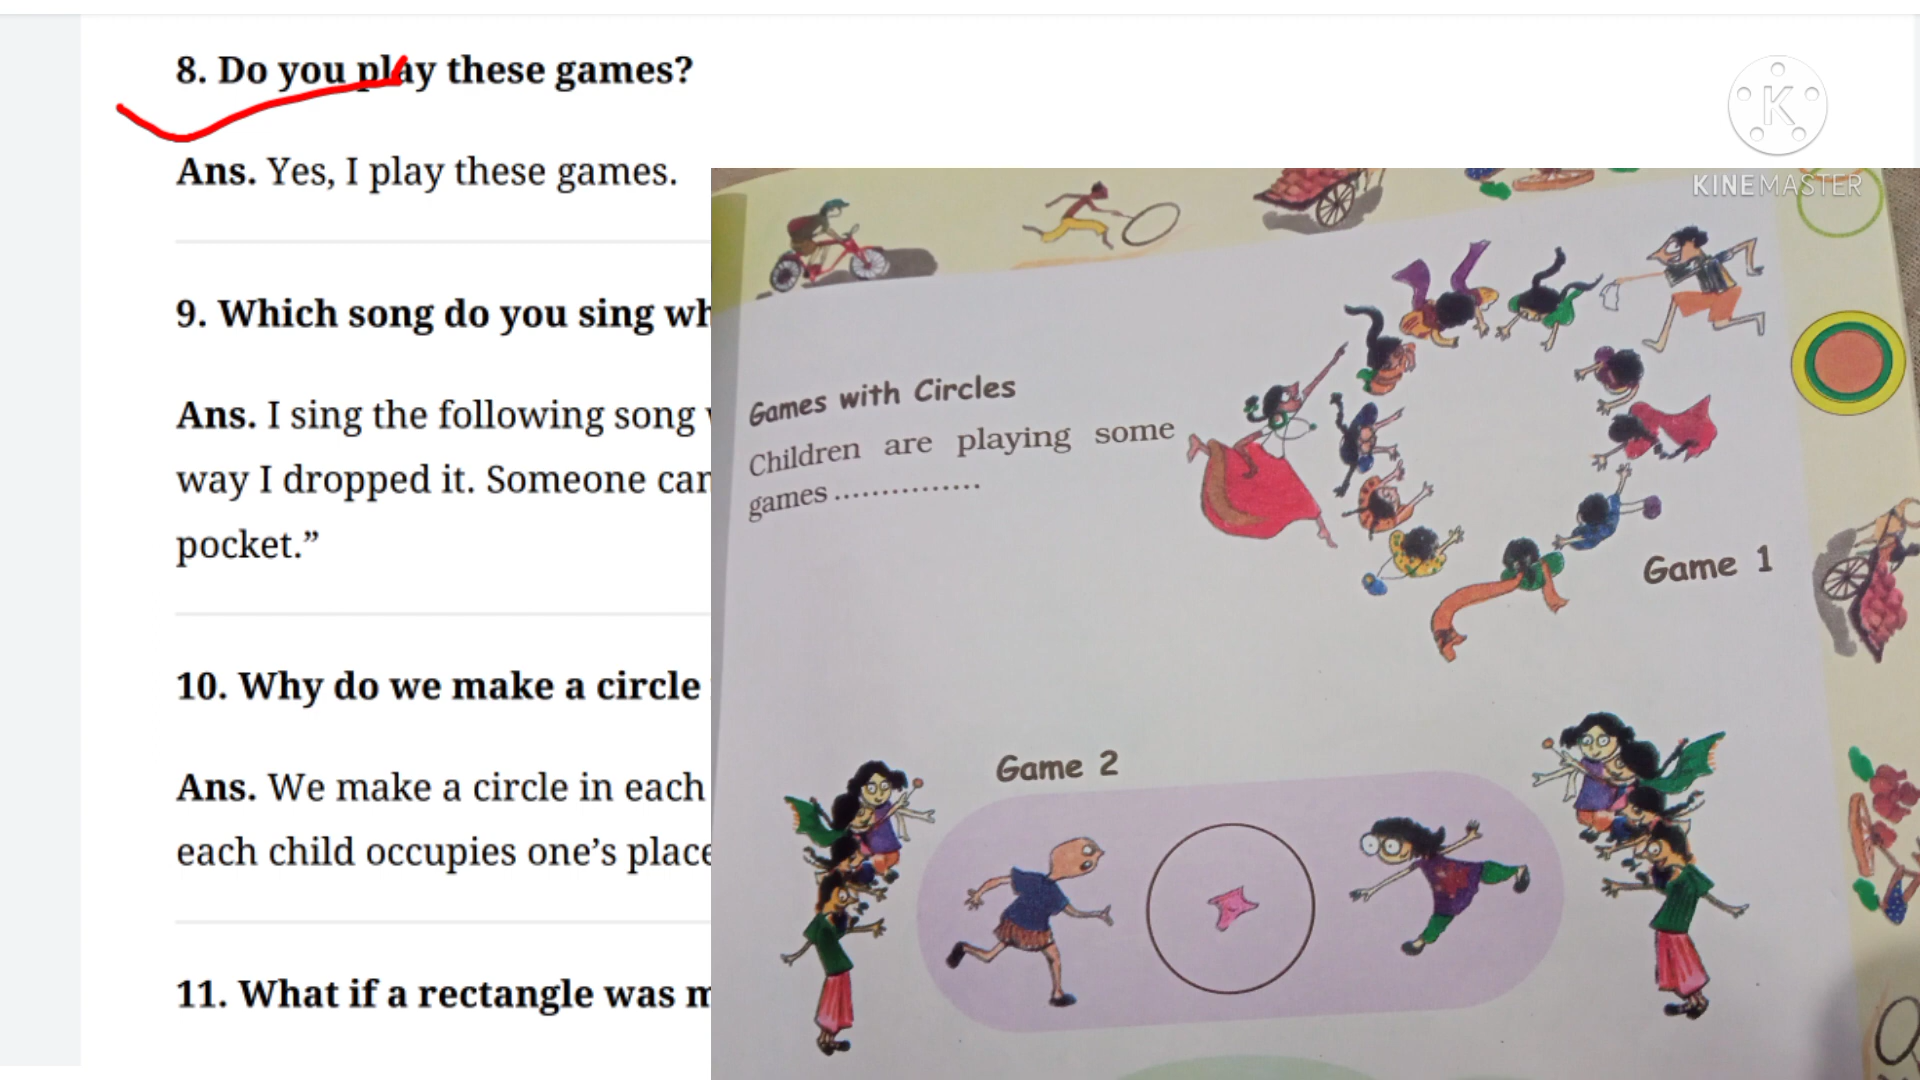 8. Do you play these games?
Ans. Yes, I play these games.
9. Which song do you sing
Ans. I sing the following song
way I dropped it. Someone
pocket.”
10. Why do we make a circle
Ans. We make a circle in each
each child occupies one’s place
11. What if a rectangle was
K
KINEMASTER
Games with Circles
Children are playing some
games ...............
Game 1
Game 2